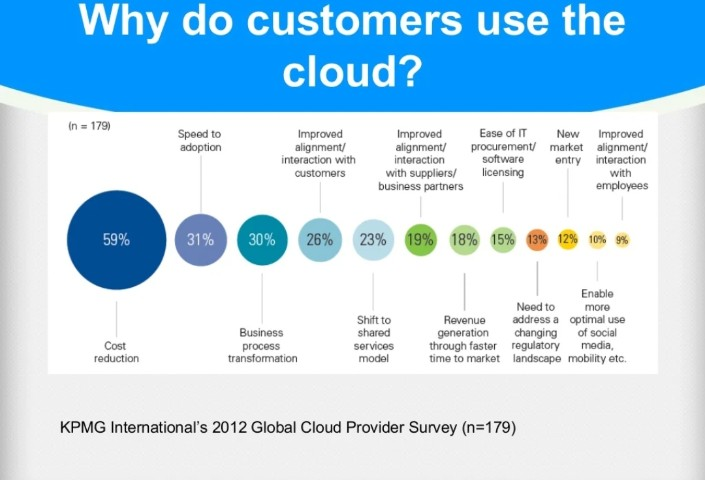 Why do customers use the
cloud?
(n = 179)
Speed to
adoption
Improved
alignment/
interaction with
customers
Improved
alignment/
interaction
with suppliers/
business partners
Ease of IT
procurement/
software
licensing
New
market
entry
Improved
alignment/
interaction
with
employees
59%
31%
30%
26%
23%
19%
18%
15%
13%
12%
10%
9%
Cost
reduction
Business
process
transformation
Shift to
shared
services
model
Revenue
generation
through faster
time to market
Need to
address a
changing
regulatory
landscape
Enable
more
optimal use
of social
media,
mobility etc.
KPMG International's 2012 Global Cloud Provider Survey (n=179)